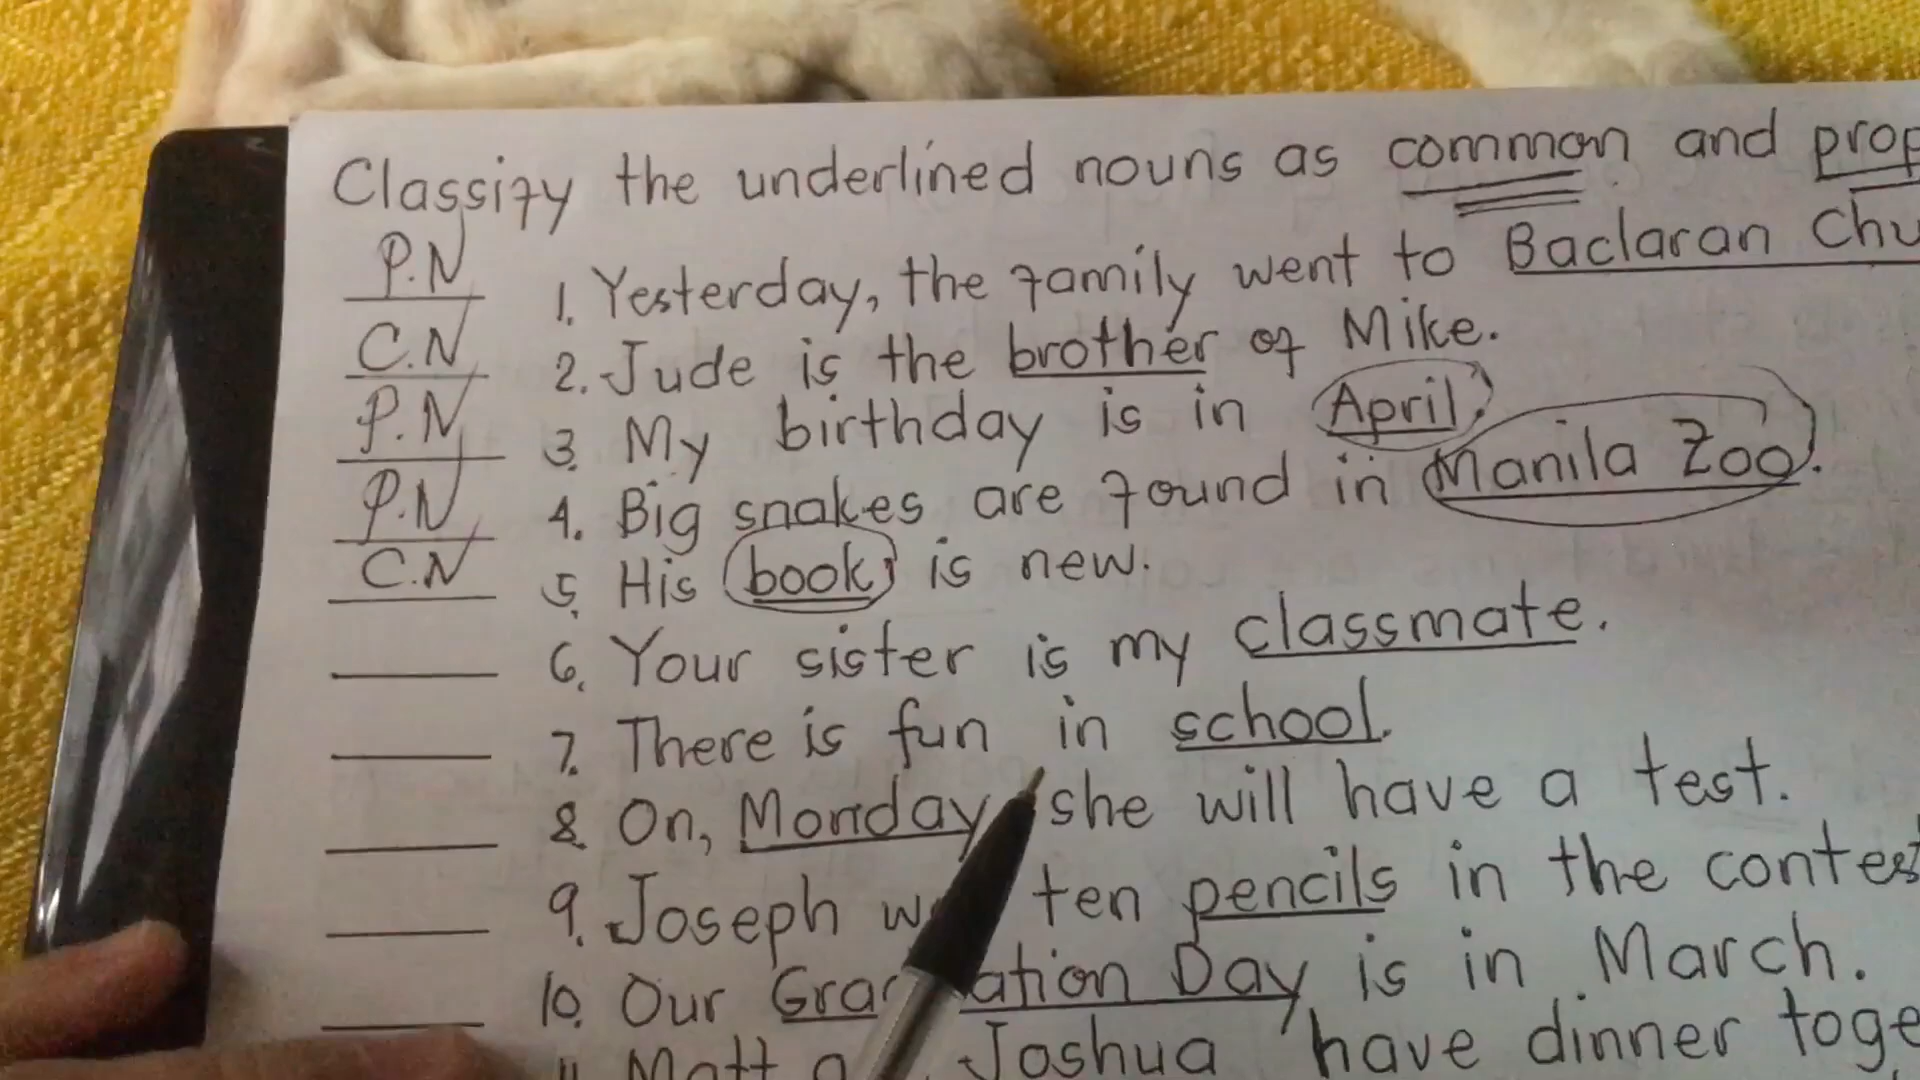 Classify the underlined nouns as common and prop
P.N 1. Yesterday, the family went to Baclaran Chu
C.N 2. Jude is the brother of Mike.
P.N 3. My birthday is in April.
P.N 4. Big snakes are found in Manila Zoo.
C.N 5. His book is new.
6. Your sister is my classmate.
7. There is fun in school.
8. On, Monday she will have a test.
9. Joseph ten pencils in the contest
10. Our Day is in March.
11. Matt Joshua have dinner toge